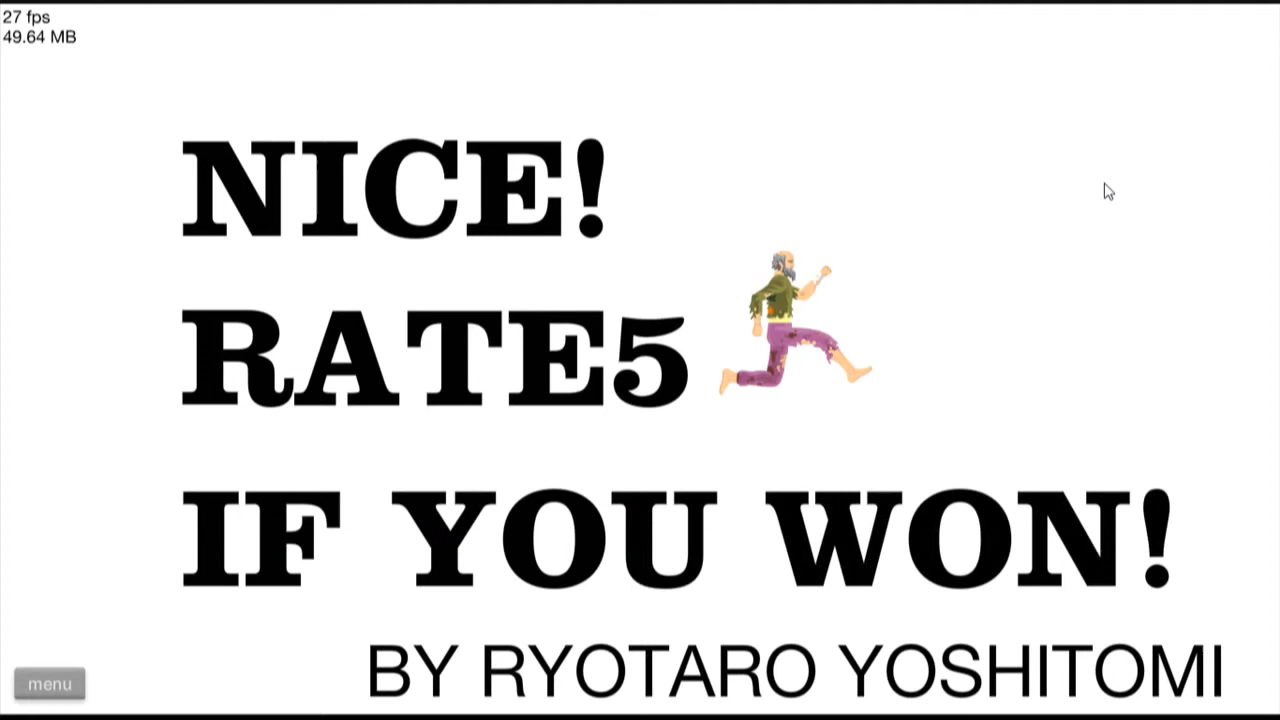 27 fps
49.64 MB
NICE!
RATE5
IF YOU WON!
BY RYOTARO YOSHITOMI
menu